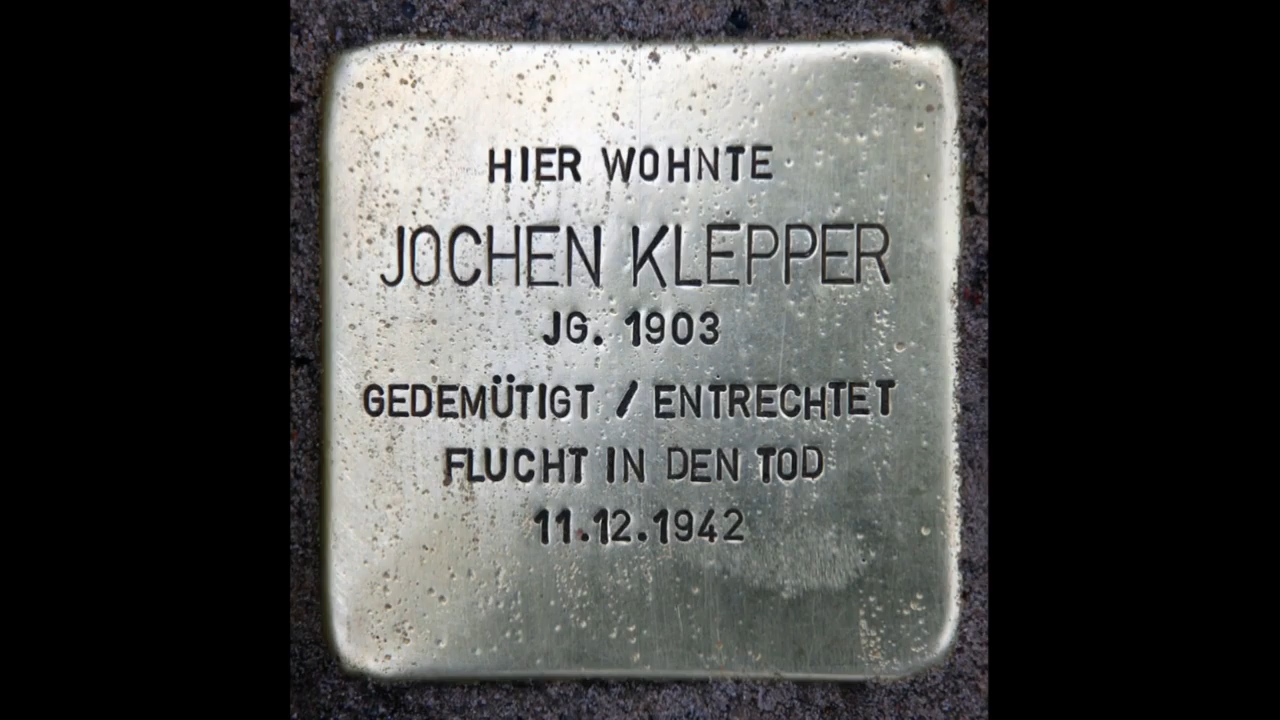 HIER WOHNTE
JOCHEN KLEPPER
JG. 1903
GEDEMÜTIGT / ENTRECHTET
FLUCHT IN DEN TOD
11.12.1942